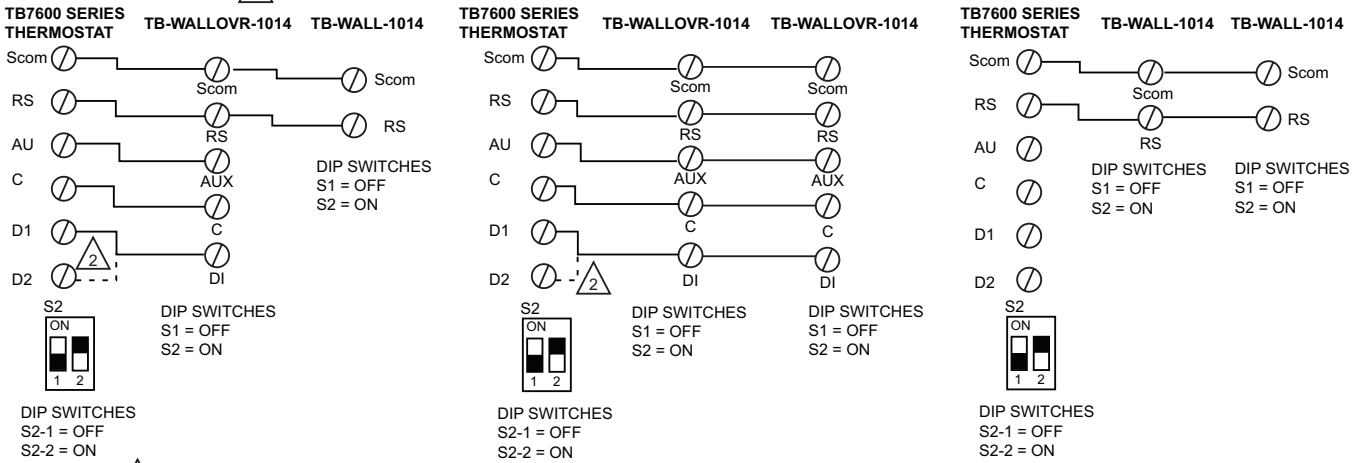 TB7600 SERIES
THERMOSTAT
TB-WALLOVR-1014
TB-WALL-1014
Scom
Scom
Scom
RS
RS
RS
AU
AUX
C
C
D1
DI
2
D2
DIP SWITCHES
S1 = OFF
S2 = ON
DIP SWITCHES
S1 = OFF
S2 = ON
S2
ON
1 2
DIP SWITCHES
S2-1 = OFF
S2-2 = ON
TB7600 SERIES
THERMOSTAT
TB-WALLOVR-1014
TB-WALLOVR-1014
Scom
Scom
Scom
RS
RS
RS
AU
AUX
AUX
C
C
C
D1
DI
DI
D2
2
DIP SWITCHES
S1 = OFF
S2 = ON
DIP SWITCHES
S1 = OFF
S2 = ON
S2
ON
1 2
DIP SWITCHES
S2-1 = OFF
S2-2 = ON
TB7600 SERIES
THERMOSTAT
TB-WALL-1014
TB-WALL-1014
Scom
Scom
Scom
RS
RS
RS
AU
C
D1
D2
DIP SWITCHES
S1 = OFF
S2 = ON
DIP SWITCHES
S1 = OFF
S2 = ON
S2
ON
1 2
DIP SWITCHES
S2-1 = OFF
S2-2 = ON